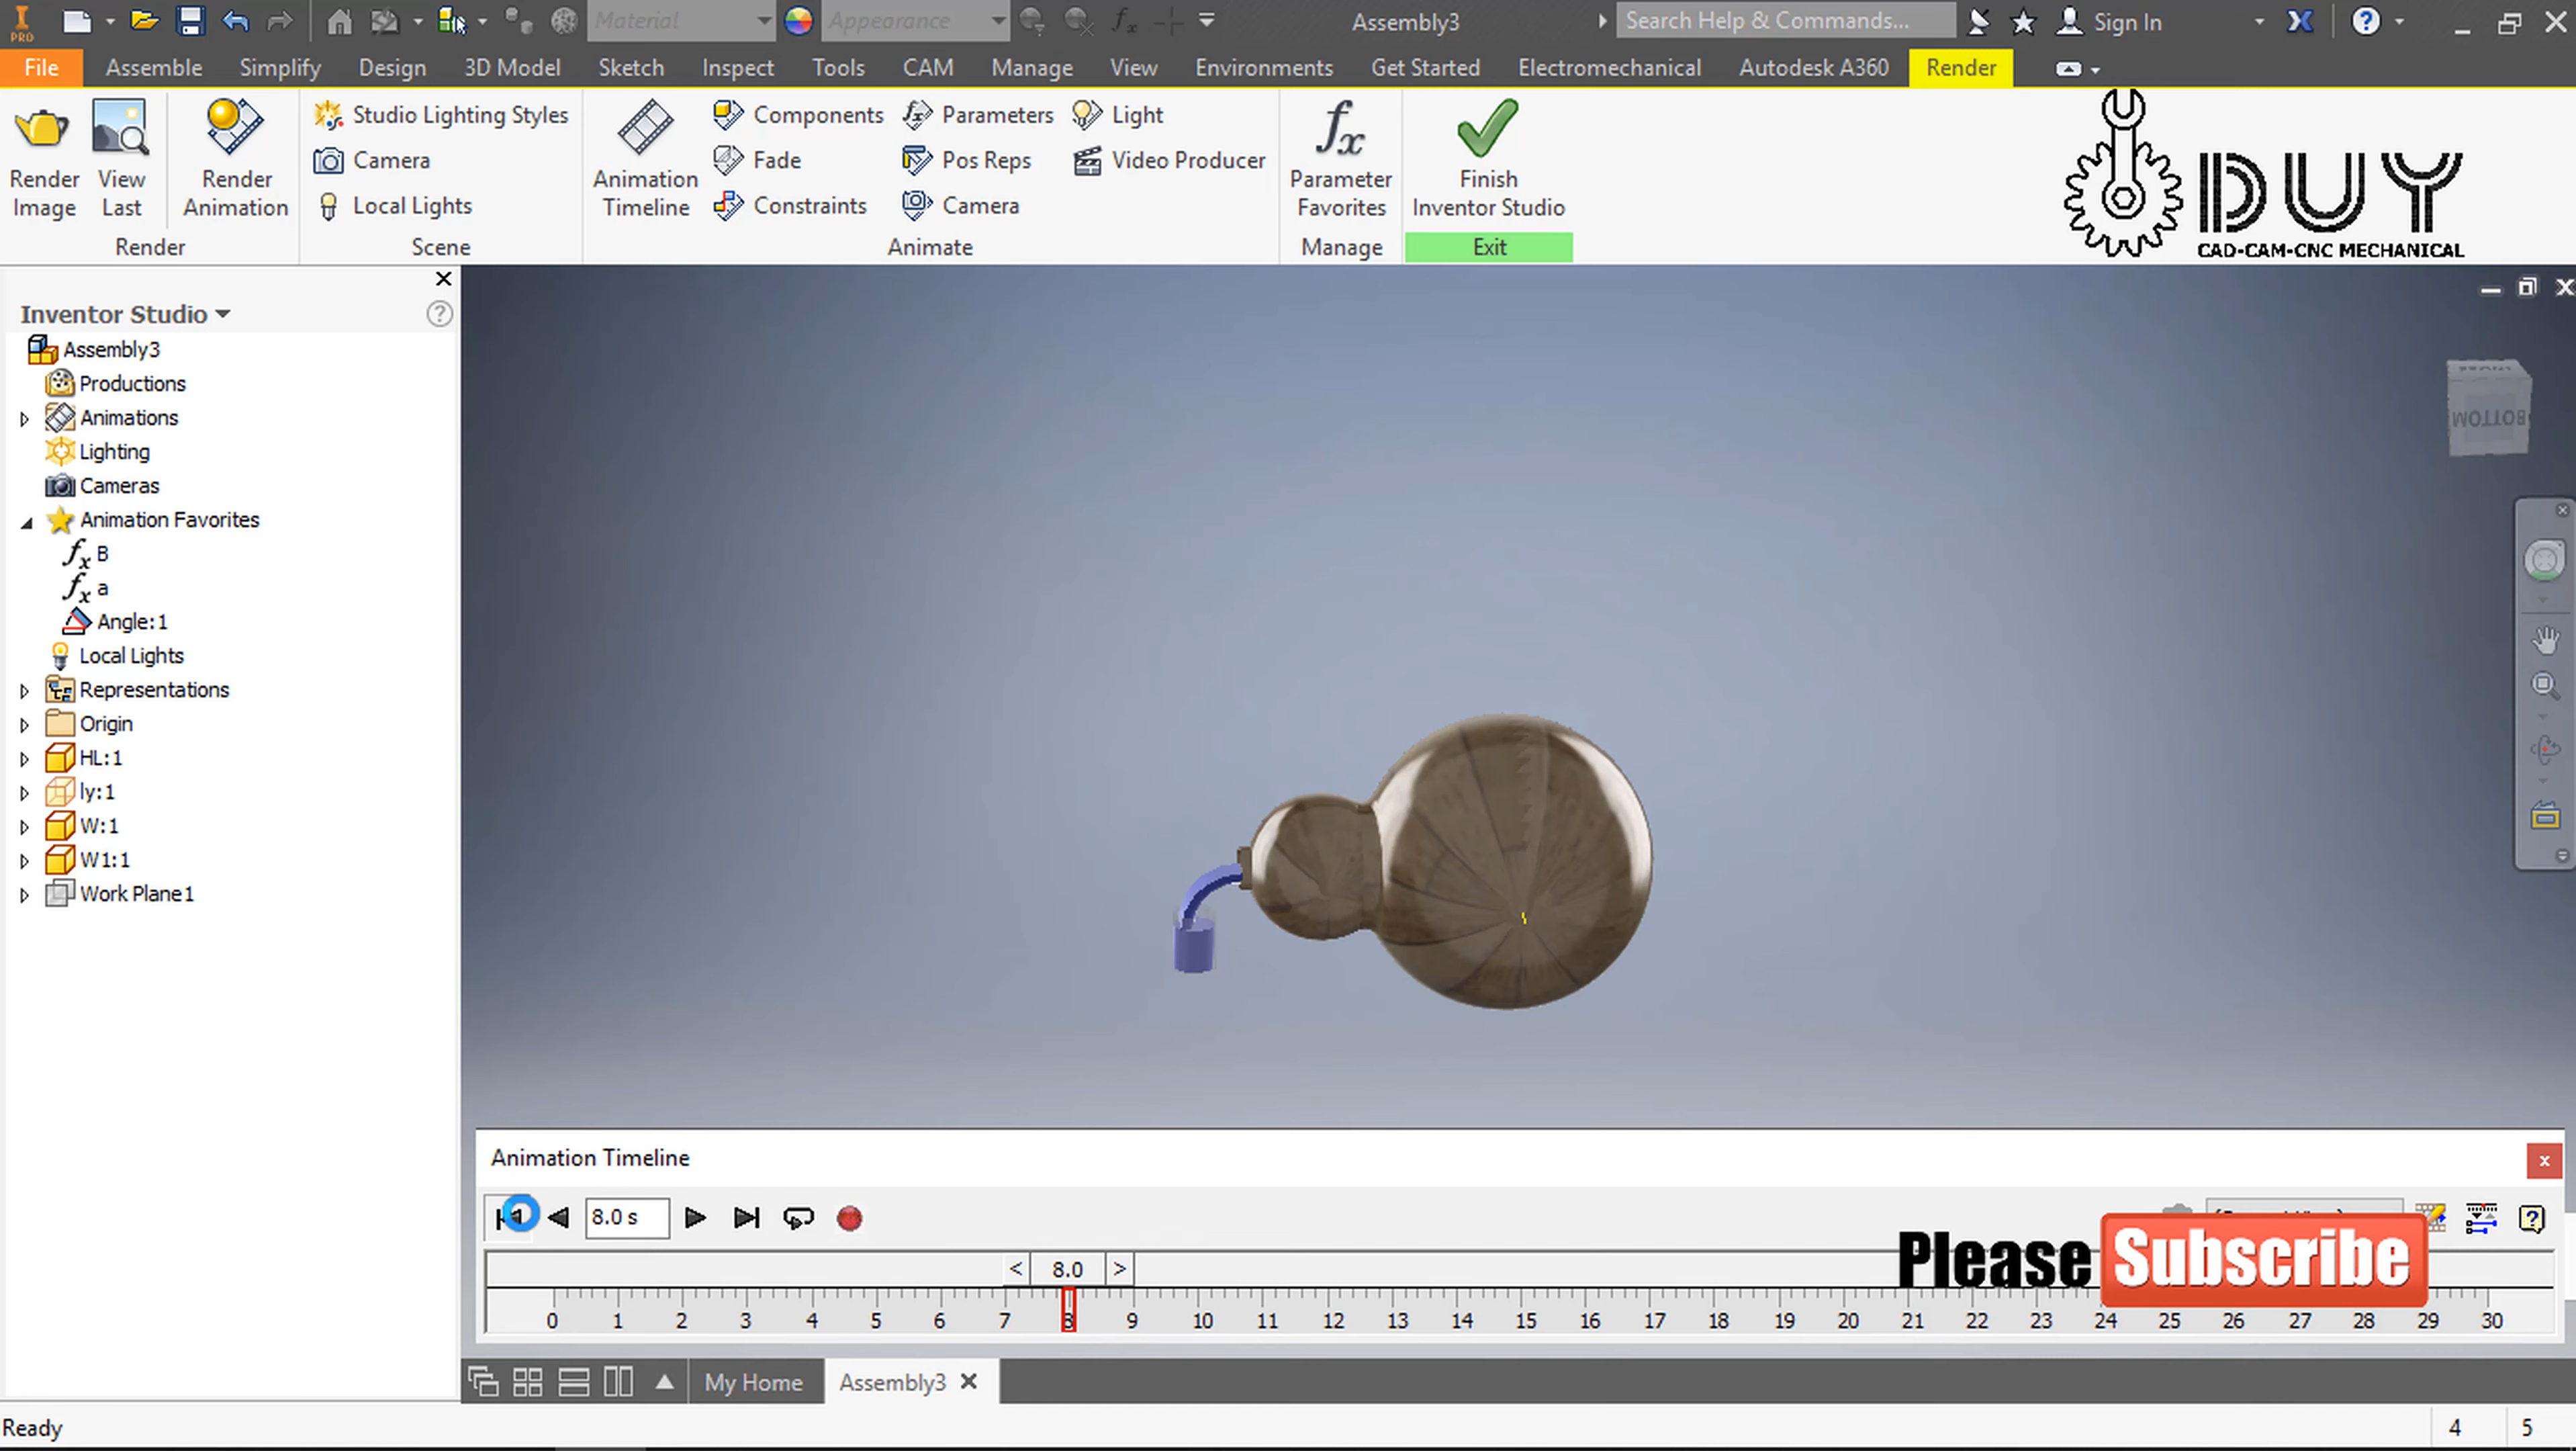 PRO
Material
Appearance
Assembly3
Search Help & Commands...
Sign In
File
Assemble
Simplify
Design
3D Model
Sketch
Inspect
Tools
CAM
Manage
View
Environments
Get Started
Electromechanical
Autodesk A360
Render
Render Image
View Last
Render Animation
Render
Studio Lighting Styles
Camera
Local Lights
Scene
Animation Timeline
Components
Fade
Constraints
Parameters
Pos Reps
Camera
Light
Video Producer
Animate
Parameter Favorites
Manage
Finish Inventor Studio
Exit
DUY
CAD-CAM-CNC MECHANICAL
Inventor Studio
Assembly3
Productions
Animations
Lighting
Cameras
Animation Favorites
fx B
fx a
Angle:1
Local Lights
Representations
Origin
HL:1
ly:1
W:1
W1:1
Work Plane1
BOTTOM
Animation Timeline
8.0 s
< 8.0 >
0 1 2 3 4 5 6 7 8 9 10 11 12 13 14 15 16 17 18 19 20 21 22 23 24 25 26 27 28 29 30
Please Subscribe
My Home
Assembly3
Ready
4 5